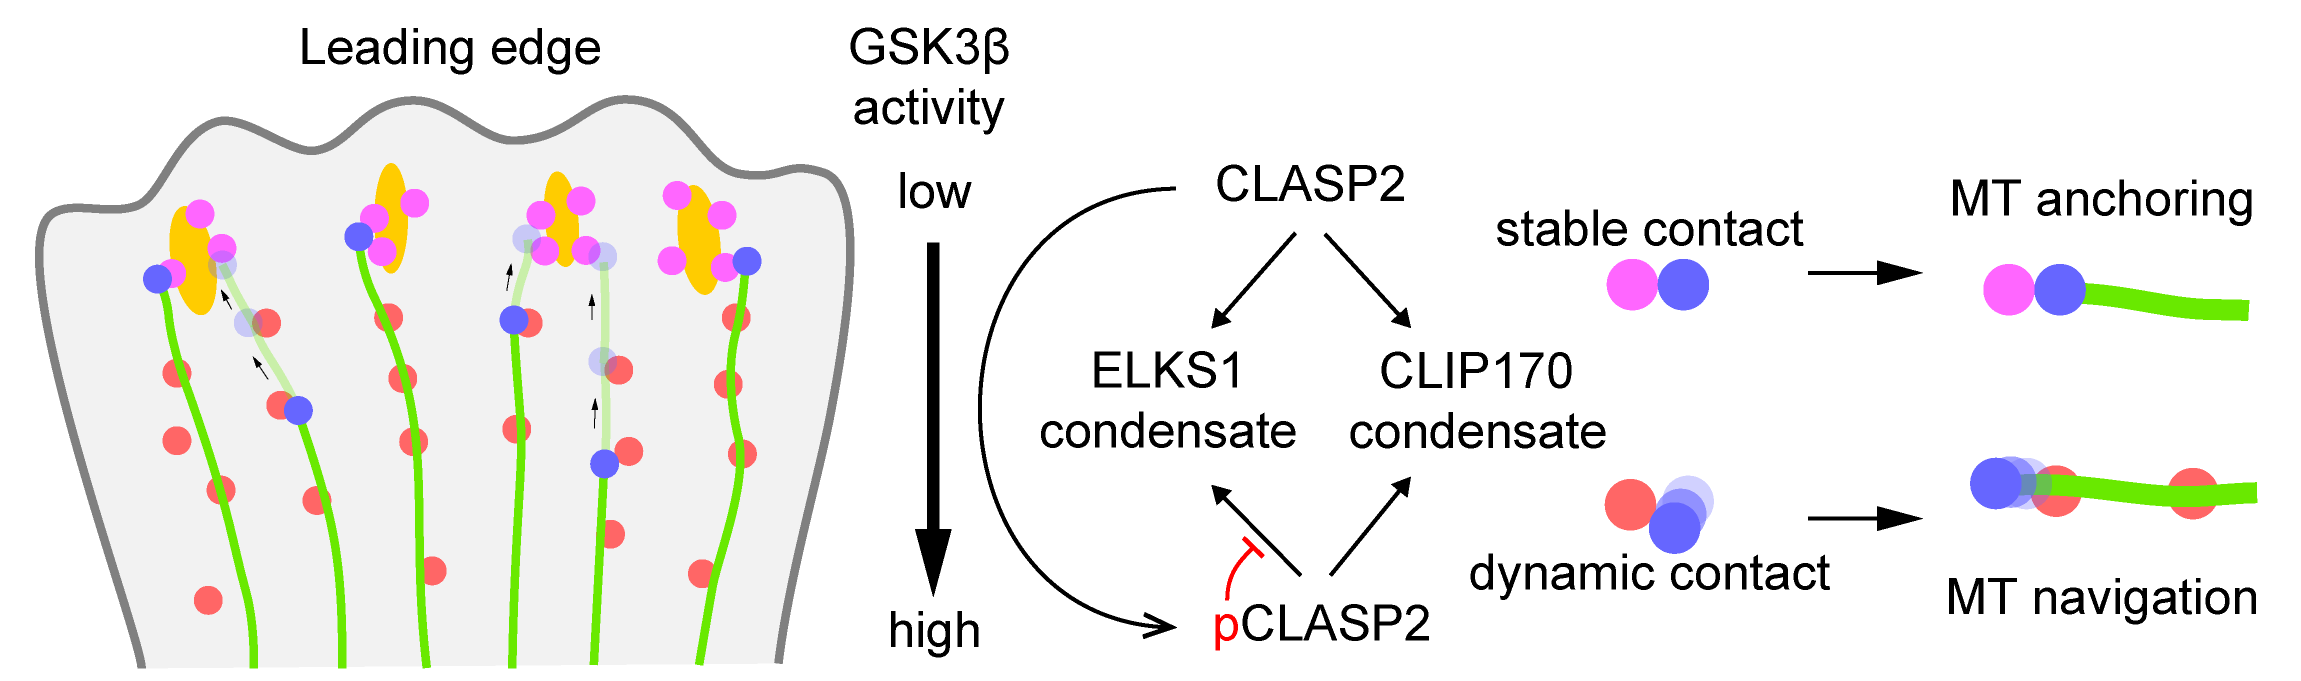 Leading edge
GSK3β
activity
low
high
CLASP2
ELKS1
condensate
CLIP170
condensate
pCLASP2
stable contact
dynamic contact
MT anchoring
MT navigation